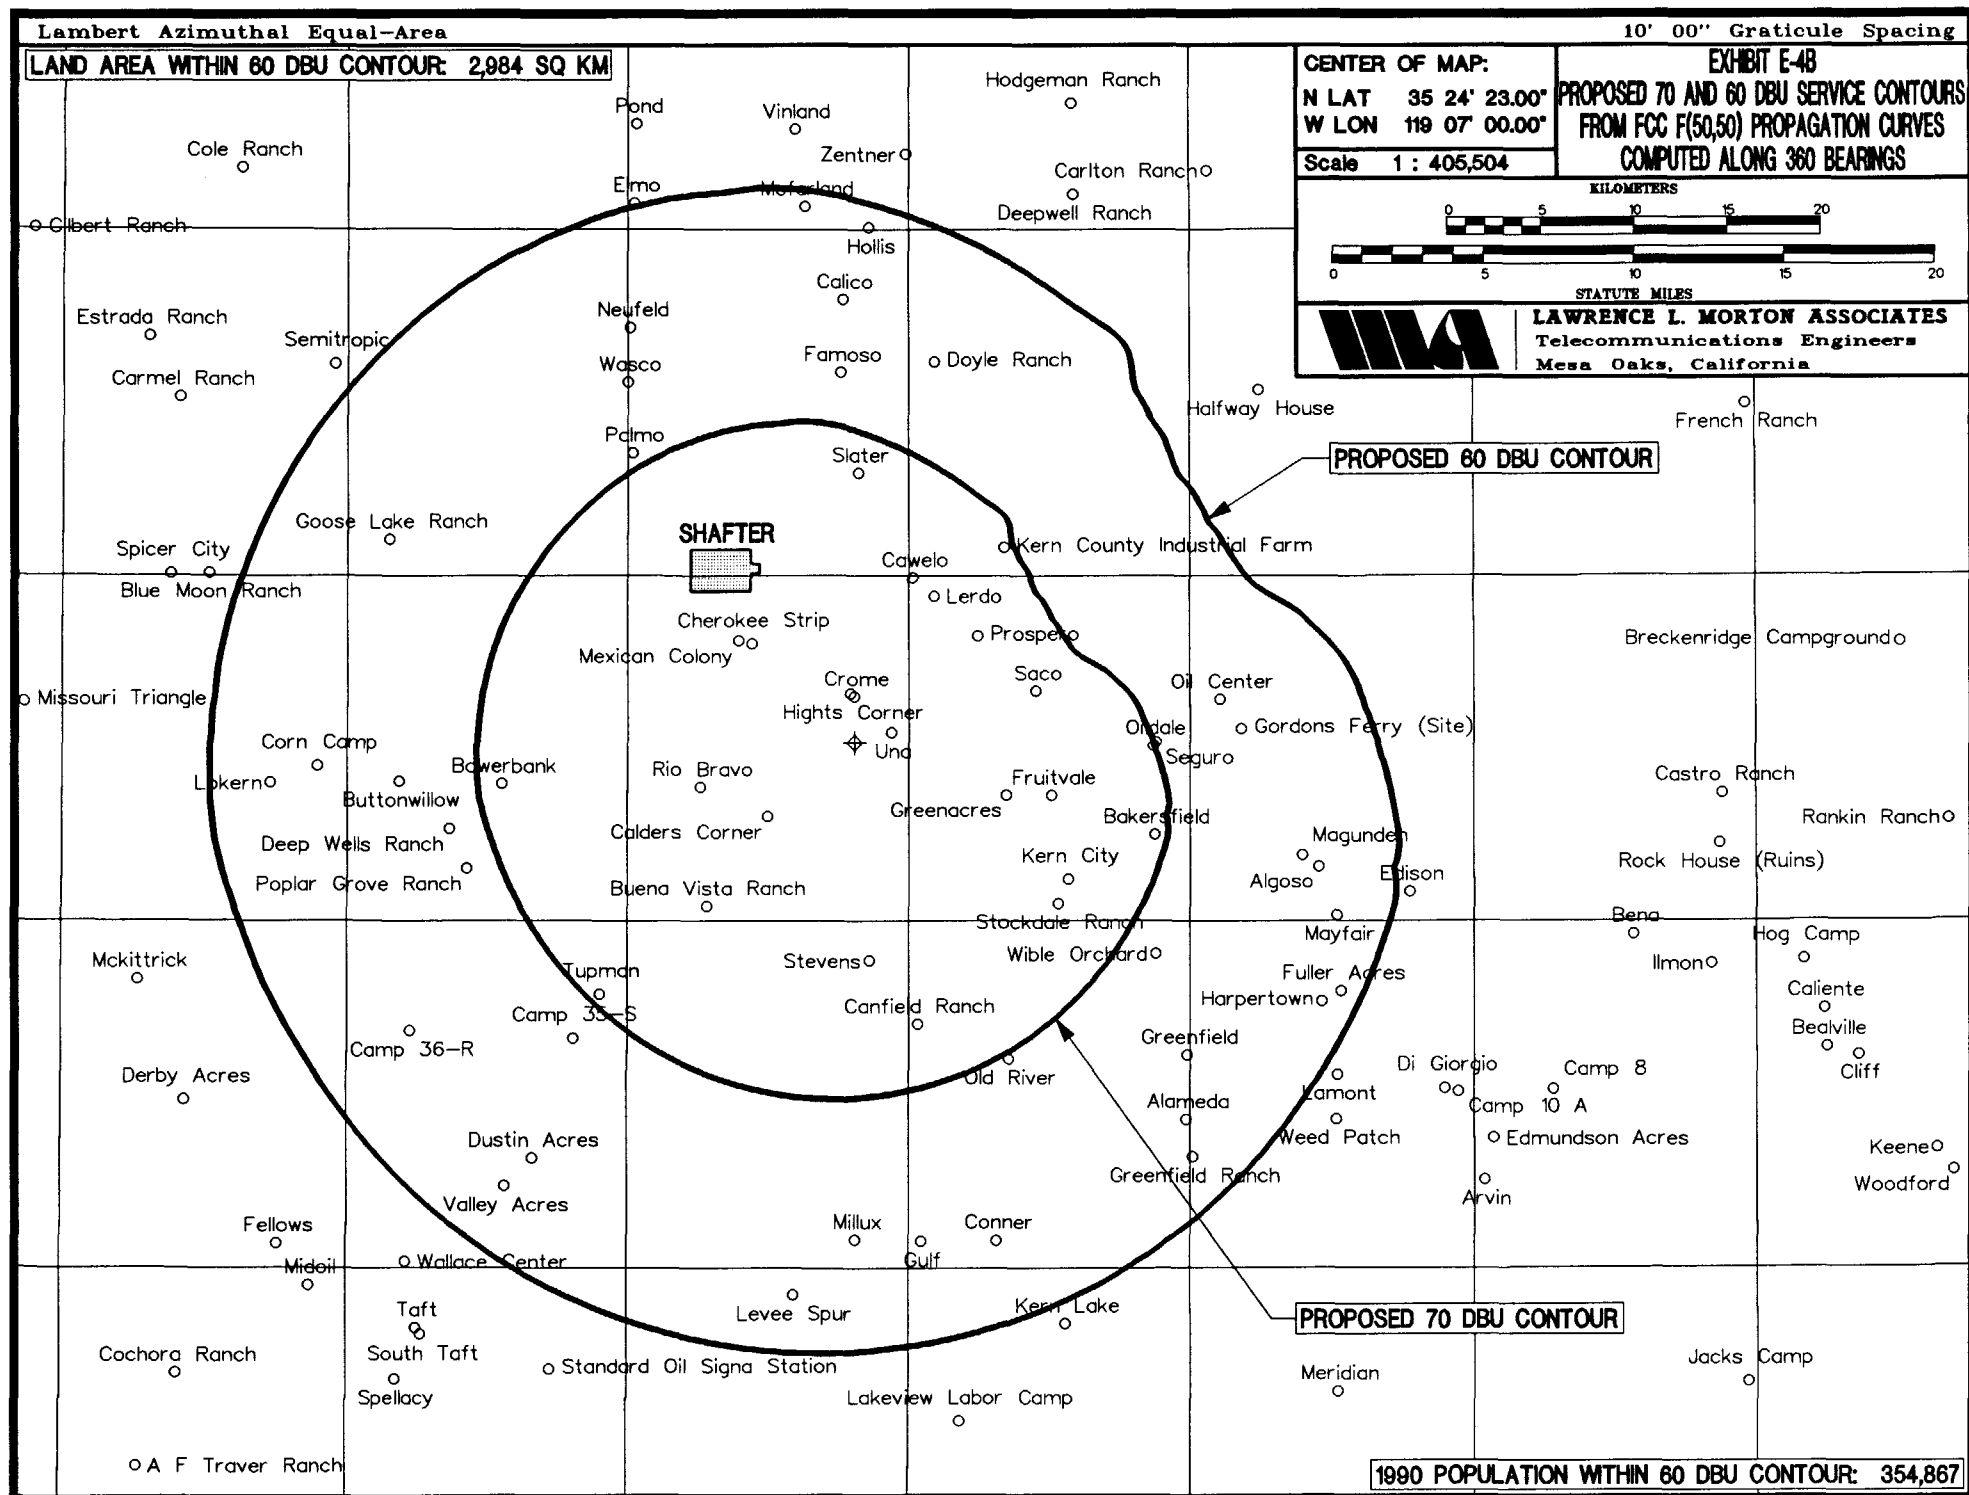 Lambert Azimuthal Equal-Area
10' 00" Graticule Spacing
LAND AREA WITHIN 60 DBU CONTOUR: 2,984 SQ KM
CENTER OF MAP:
N LAT 35 24' 23.00"
W LON 119 07' 00.00"
Scale 1 : 405,504
EXHIBIT E-4B
PROPOSED 70 AND 60 DBU SERVICE CONTOURS
FROM FCC F(50,50) PROPAGATION CURVES
COMPUTED ALONG 360 BEARINGS
KILOMETERS
0 5 10 15 20
0 5 10 15 20
STATUTE MILES
LAWRENCE L. MORTON ASSOCIATES
Telecommunications Engineers
Mesa Oaks, California
Hodgeman Ranch
Pond
Vinland
Cole Ranch
Zentner
Carlton Ranch
Elmo
Mcfarland
Deepwell Ranch
Gilbert Ranch
Hollis
Calico
Estrada Ranch
Neufeld
Semitropic
Wasco
Famoso
Doyle Ranch
Carmel Ranch
Halfway House
French Ranch
Palmo
Slater
PROPOSED 60 DBU CONTOUR
Goose Lake Ranch
SHAFTER
Spicer City
Kern County Industrial Farm
Cawelo
Blue Moon Ranch
Lerdo
Cherokee Strip
Prospero
Breckenridge Campground
Mexican Colony
Saco
Crome
Oil Center
Missouri Triangle
Hights Corner
Oildale
Gordons Ferry (Site)
Corn Camp
Una
Seguro
Bowerbank
Rio Bravo
Fruitvale
Castro Ranch
Lokern
Buttonwillow
Greenacres
Bakersfield
Rankin Ranch
Calders Corner
Magunden
Deep Wells Ranch
Kern City
Rock House (Ruins)
Poplar Grove Ranch
Buena Vista Ranch
Algoso
Edison
Stockdale Ranch
Bena
Mayfair
Hog Camp
Mckittrick
Tupman
Stevens
Wible Orchard
Ilmon
Fuller Acres
Camp 35-S
Canfield Ranch
Harpertown
Caliente
Camp 36-R
Greenfield
Bealville
Derby Acres
Old River
Di Giorgio
Camp 8
Cliff
Lamont
Alameda
Camp 10 A
Dustin Acres
Weed Patch
Edmundson Acres
Keene
Greenfield Ranch
Woodford
Valley Acres
Arvin
Fellows
Millux
Conner
Midoil
Wallace Center
Gulf
Taft
Levee Spur
Kern Lake
PROPOSED 70 DBU CONTOUR
Cochora Ranch
South Taft
Standard Oil Signa Station
Meridian
Jacks Camp
Spellacy
Lakeview Labor Camp
A F Traver Ranch
1990 POPULATION WITHIN 60 DBU CONTOUR: 354,867